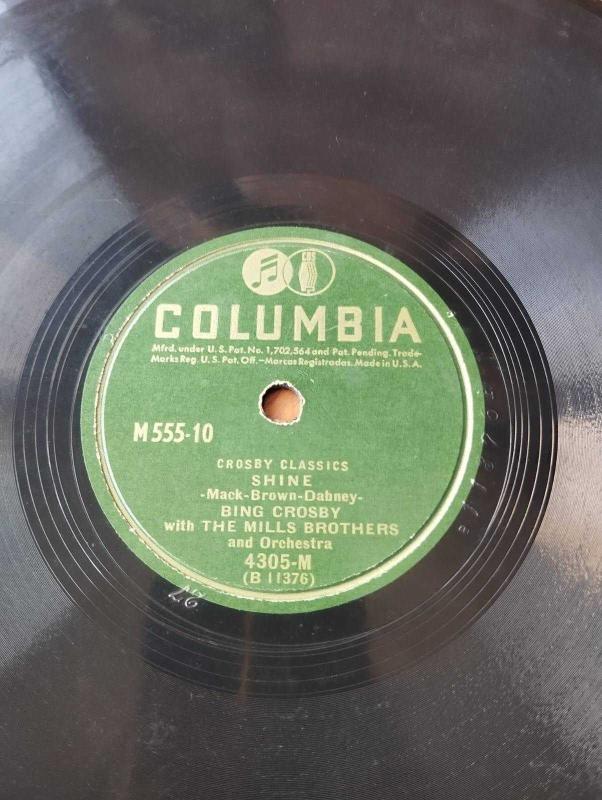 CBS
COLUMBIA
Mfrd. under U.S. Pat. No. 1,702,564 and Pat. Pending. Trade-
Marks Reg. U.S. Pat. Off.—Marcas Registradas. Made in U.S.A.
M 555-10
CROSBY CLASSICS
SHINE
-Mack-Brown-Dabney-
BING CROSBY
with THE MILLS BROTHERS
and Orchestra
4305-M
(B 11376)